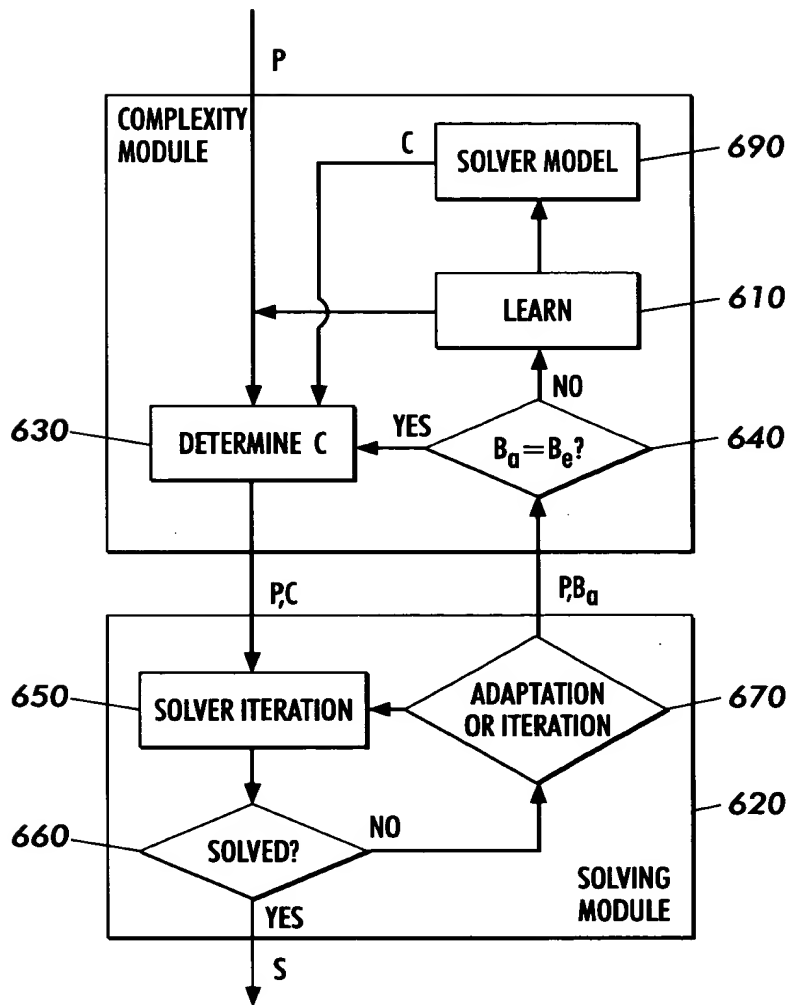 P
COMPLEXITY
MODULE
C
SOLVER MODEL
690
LEARN
610
NO
630
DETERMINE C
YES
Ba=Be?
640
P,C
P,Ba
650
SOLVER ITERATION
ADAPTATION
OR ITERATION
670
620
660
SOLVED?
NO
YES
SOLVING
MODULE
S